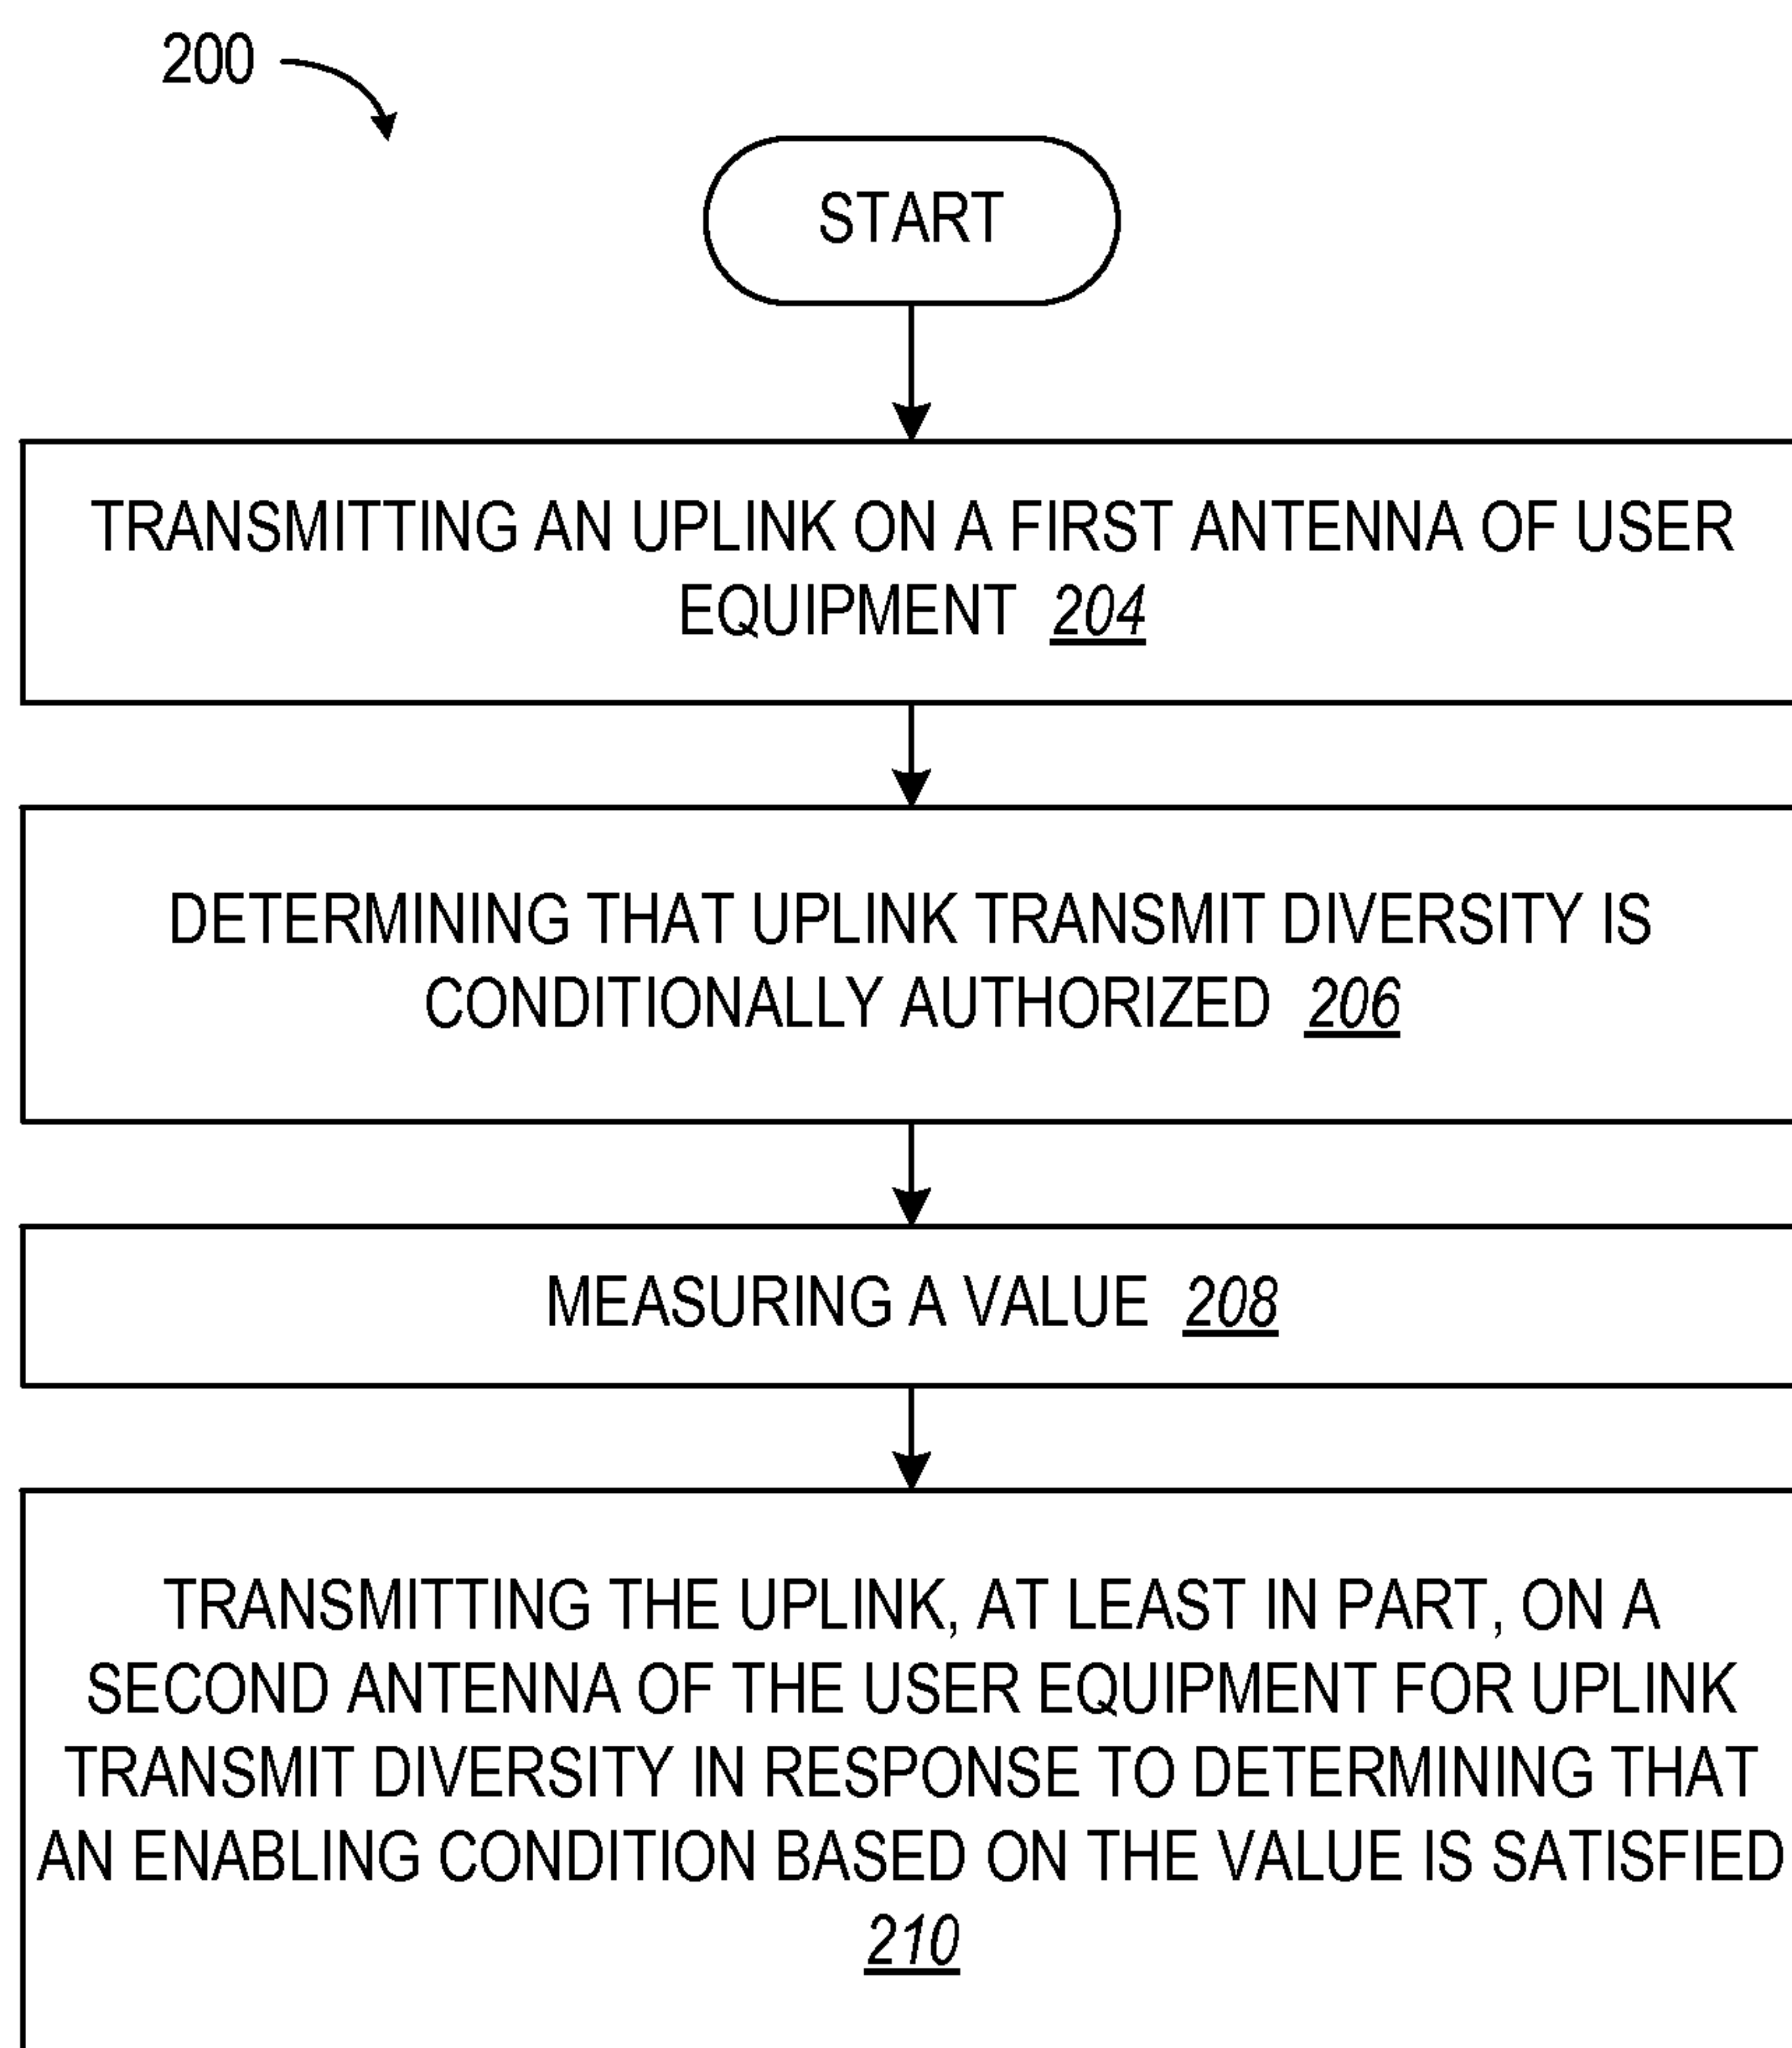 200
START
TRANSMITTING AN UPLINK ON A FIRST ANTENNA OF USER
EQUIPMENT 204
DETERMINING THAT UPLINK TRANSMIT DIVERSITY IS
CONDITIONALLY AUTHORIZED 206
MEASURING A VALUE 208
TRANSMITTING THE UPLINK, AT LEAST IN PART, ON A
SECOND ANTENNA OF THE USER EQUIPMENT FOR UPLINK
TRANSMIT DIVERSITY IN RESPONSE TO DETERMINING THAT
AN ENABLING CONDITION BASED ON THE VALUE IS SATISFIED
210